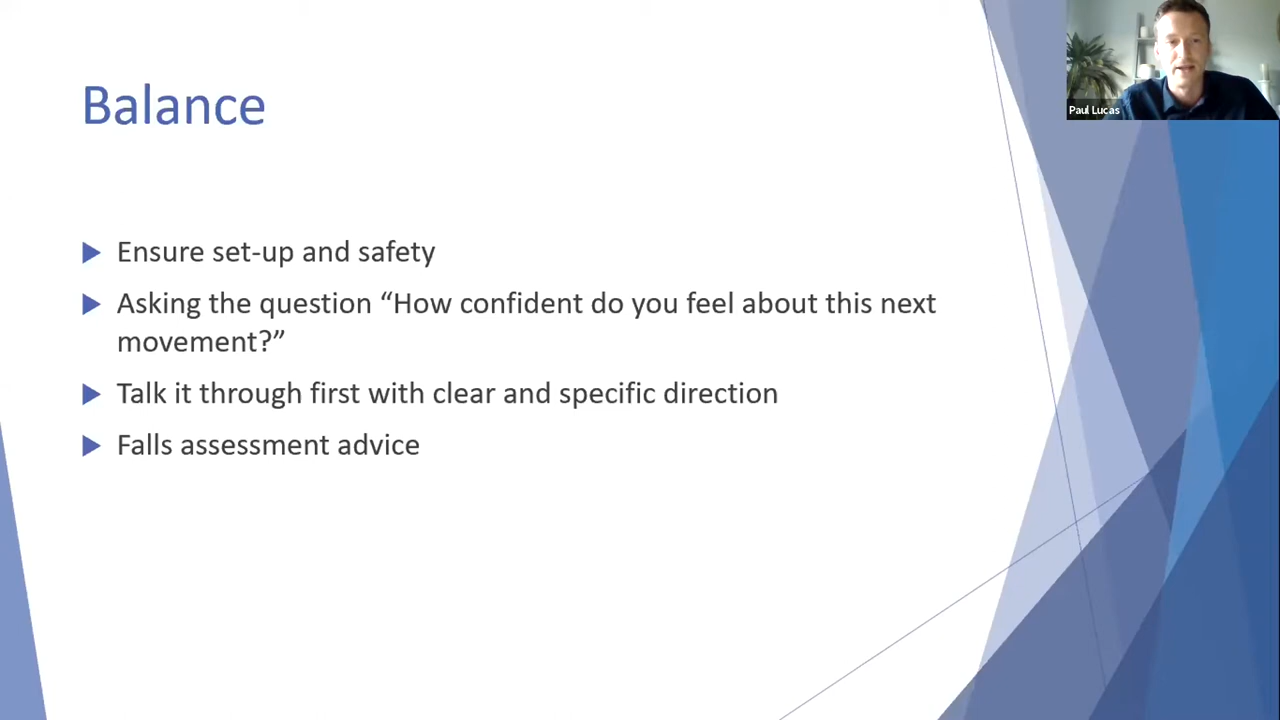 Balance
Ensure set-up and safety
Asking the question “How confident do you feel about this next
movement?”
Talk it through first with clear and specific direction
Falls assessment advice
Paul Lucas